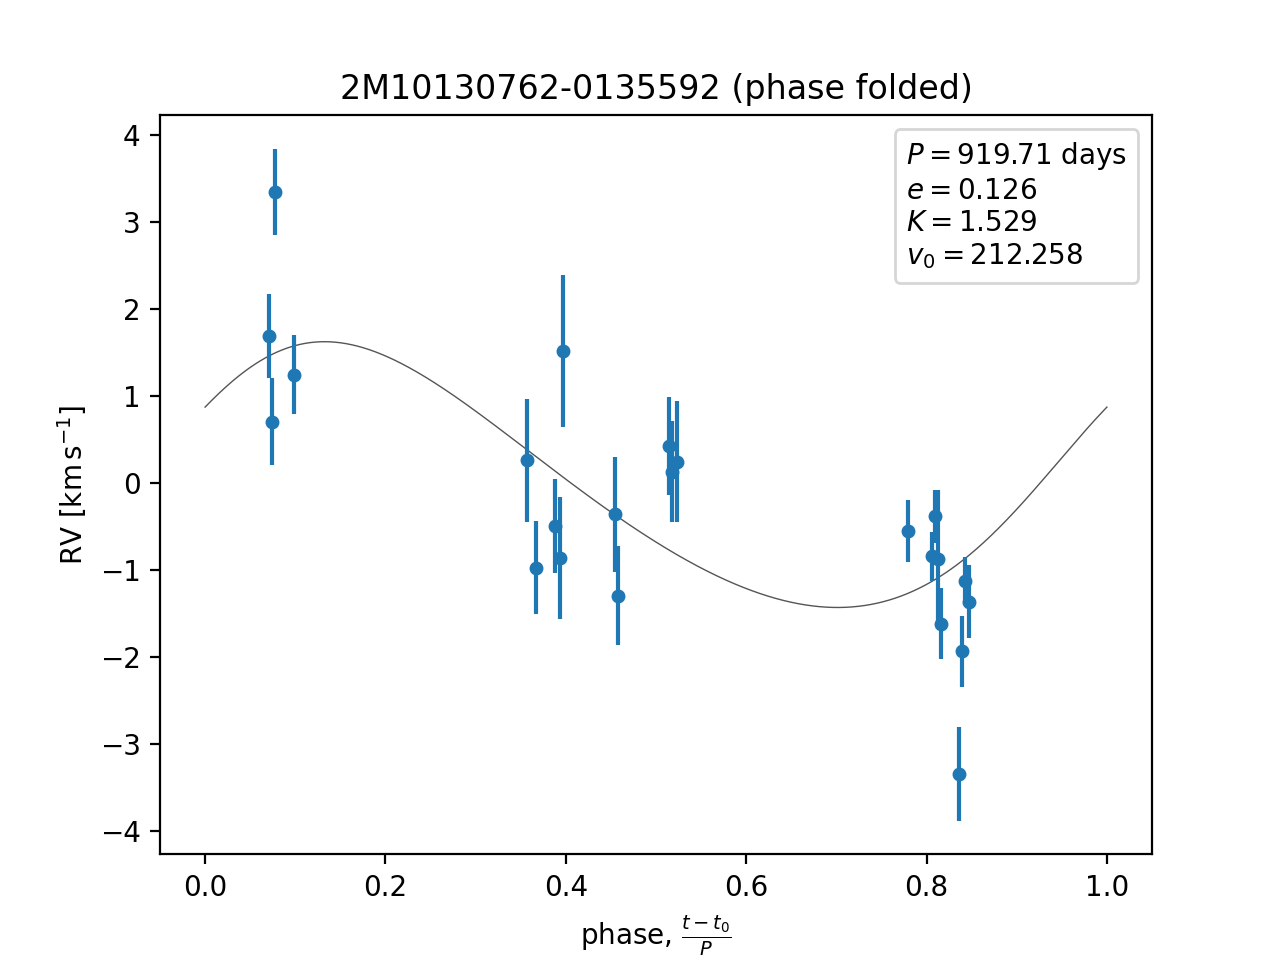 2M10130762-0135592 (phase folded)
P = 919.71 days
e = 0.126
K = 1.529
v₀ = 212.258
RV [km s⁻¹]
4
3
2
1
0
−1
−2
−3
−4
0.0 0.2 0.4 0.6 0.8 1.0
phase, (t − t₀)/P